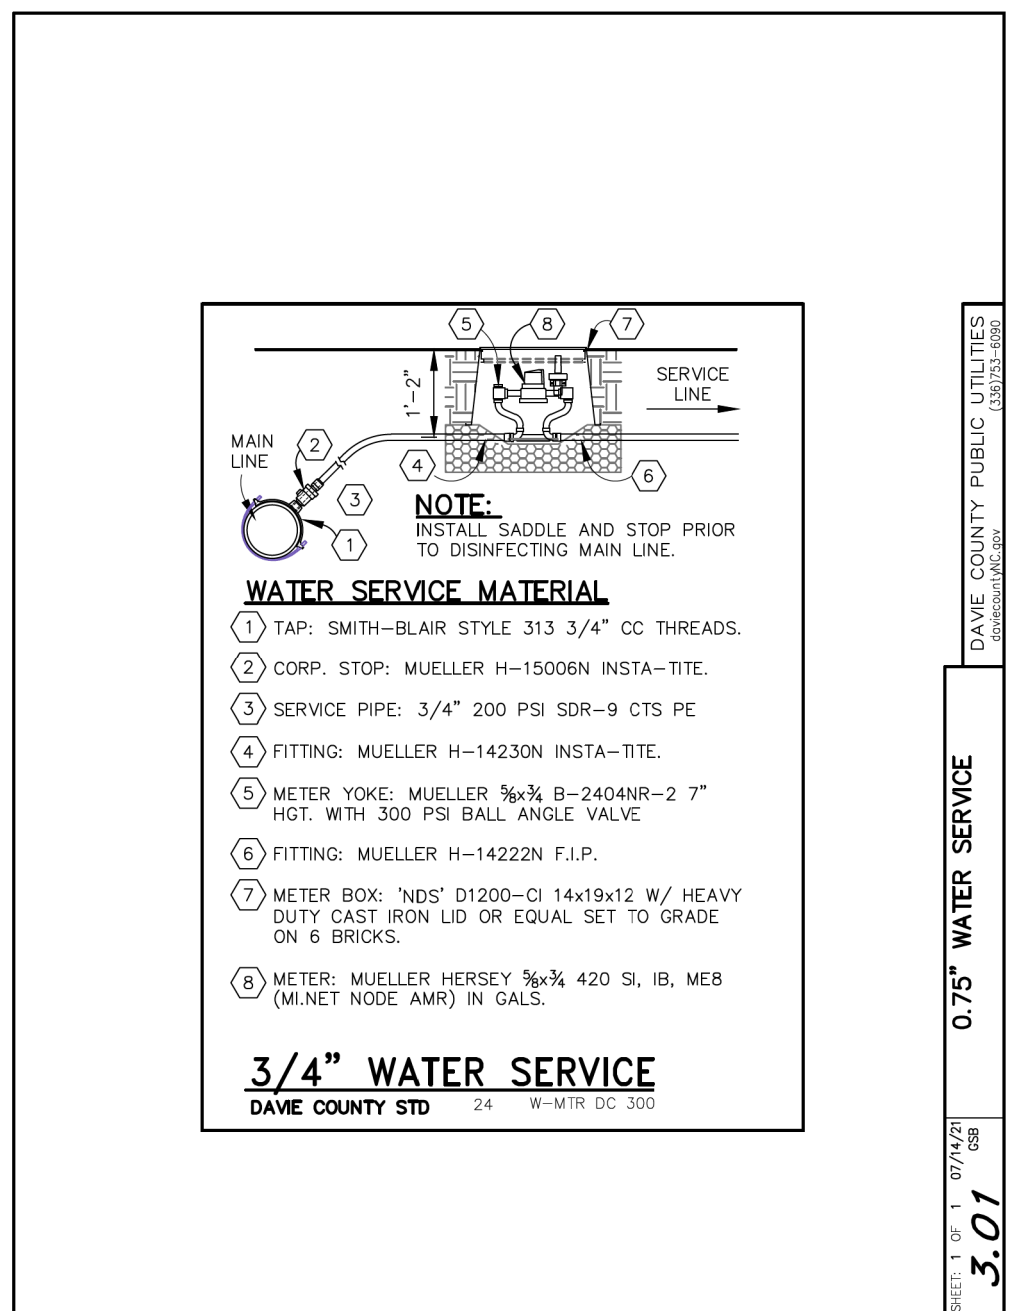 5
8
7
1'-2"
SERVICE
LINE
MAIN
LINE
2
4
6
3
1
NOTE:
INSTALL SADDLE AND STOP PRIOR
TO DISINFECTING MAIN LINE.
WATER SERVICE MATERIAL
1 TAP: SMITH-BLAIR STYLE 313 3/4" CC THREADS.
2 CORP. STOP: MUELLER H-15006N INSTA-TITE.
3 SERVICE PIPE: 3/4" 200 PSI SDR-9 CTS PE
4 FITTING: MUELLER H-14230N INSTA-TITE.
5 METER YOKE: MUELLER 5/8x3/4 B-2404NR-2 7"
HGT. WITH 300 PSI BALL ANGLE VALVE
6 FITTING: MUELLER H-14222N F.I.P.
7 METER BOX: 'NDS' D1200-CI 14x19x12 W/ HEAVY
DUTY CAST IRON LID OR EQUAL SET TO GRADE
ON 6 BRICKS.
8 METER: MUELLER HERSEY 5/8x3/4 420 SI, IB, ME8
(MI.NET NODE AMR) IN GALS.
3/4" WATER SERVICE
DAVIE COUNTY STD 24 W-MTR DC 300
DAVIE COUNTY PUBLIC UTILITIES
daviecountyNC.gov (336)753-6090
0.75" WATER SERVICE
SHEET: 1 OF 1 07/14/21
GSB
3.01